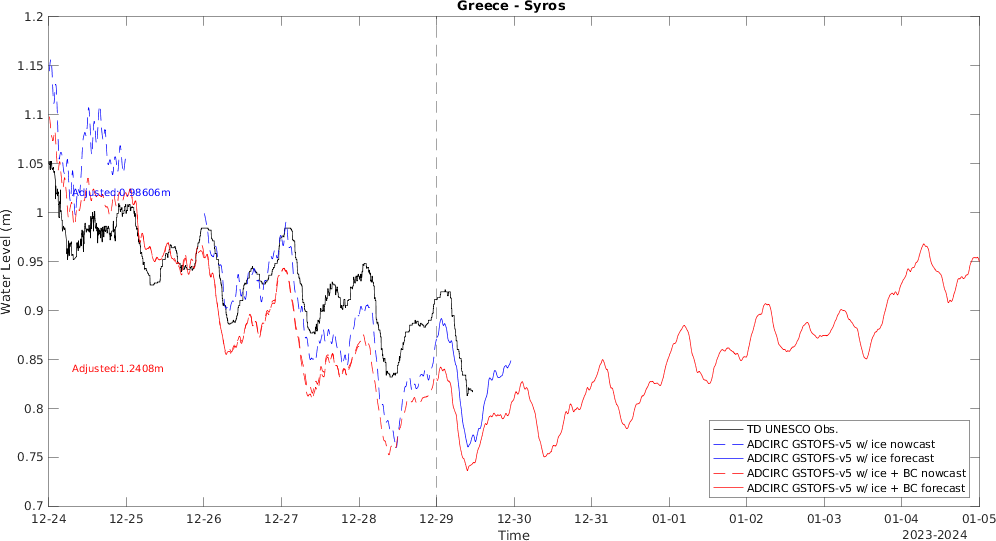 Greece - Syros
1.2
1.15
1.1
1.05
1
0.95
0.9
0.85
0.8
0.75
0.7
Water Level (m)
Adjusted:0.98606m
Adjusted:1.2408m
TD UNESCO Obs.
ADCIRC GSTOFS-v5 w/ ice nowcast
ADCIRC GSTOFS-v5 w/ ice forecast
ADCIRC GSTOFS-v5 w/ ice + BC nowcast
ADCIRC GSTOFS-v5 w/ ice + BC forecast
12-24 12-25 12-26 12-27 12-28 12-29 12-30 12-31 01-01 01-02 01-03 01-04 01-05
Time
2023-2024